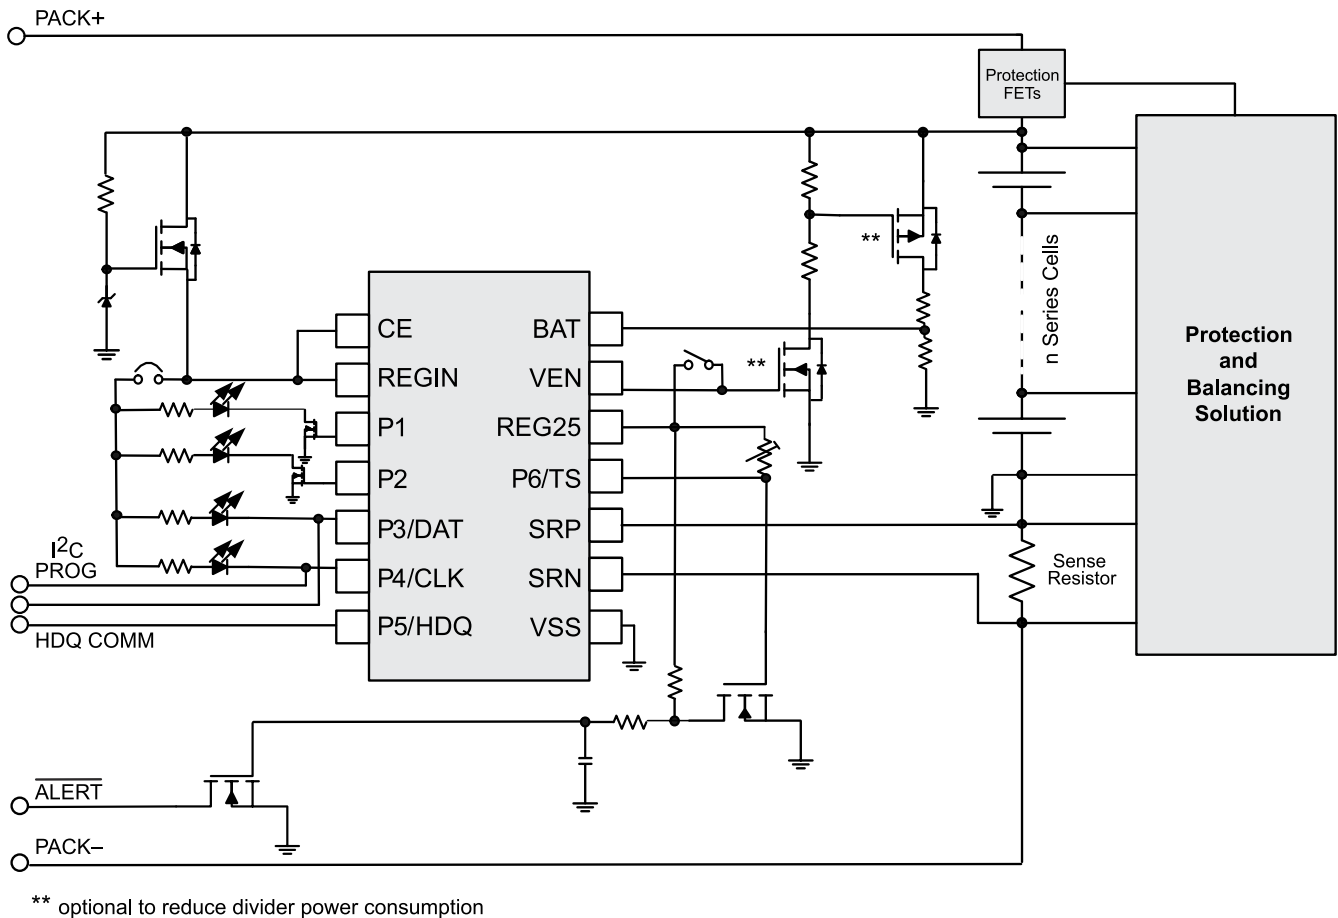 PACK+
Protection
FETs
**
n Series Cells
Protection
and
Balancing
Solution
CE
BAT
**
REGIN
VEN
P1
REG25
P2
P6/TS
P3/DAT
SRP
I²C
PROG
P4/CLK
SRN
Sense
Resistor
P5/HDQ
VSS
HDQ COMM
ALERT
PACK–
** optional to reduce divider power consumption